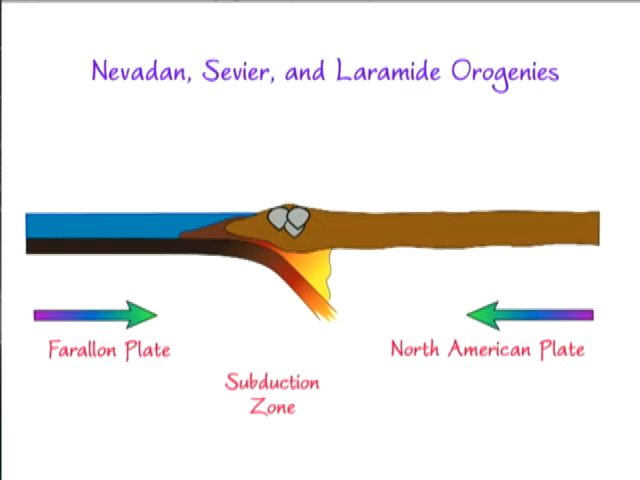 Nevadan, Sevier, and Laramide Orogenies
Farallon Plate
North American Plate
Subduction
Zone